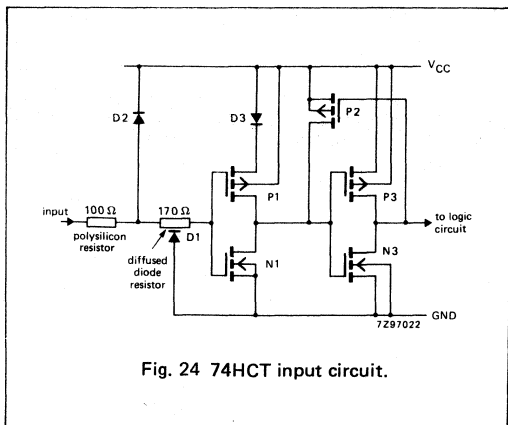 VCC
D2
D3
P2
P1
P3
input
100 Ω
170 Ω
to logic
circuit
polysilicon
resistor
D1
diffused
diode
resistor
N1
N3
GND
7Z97022
Fig. 24 74HCT input circuit.